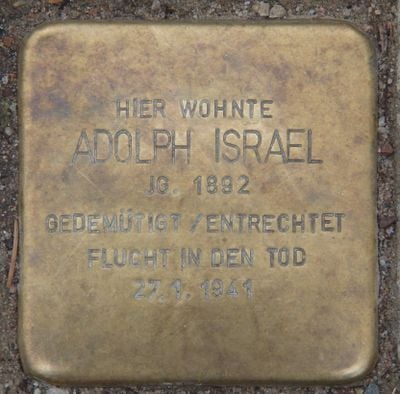 HIER WOHNTE
ADOLPH ISRAEL
JG. 1892
GEDEMÜTIGT / ENTRECHTET
FLUCHT IN DEN TOD
27.1.1941